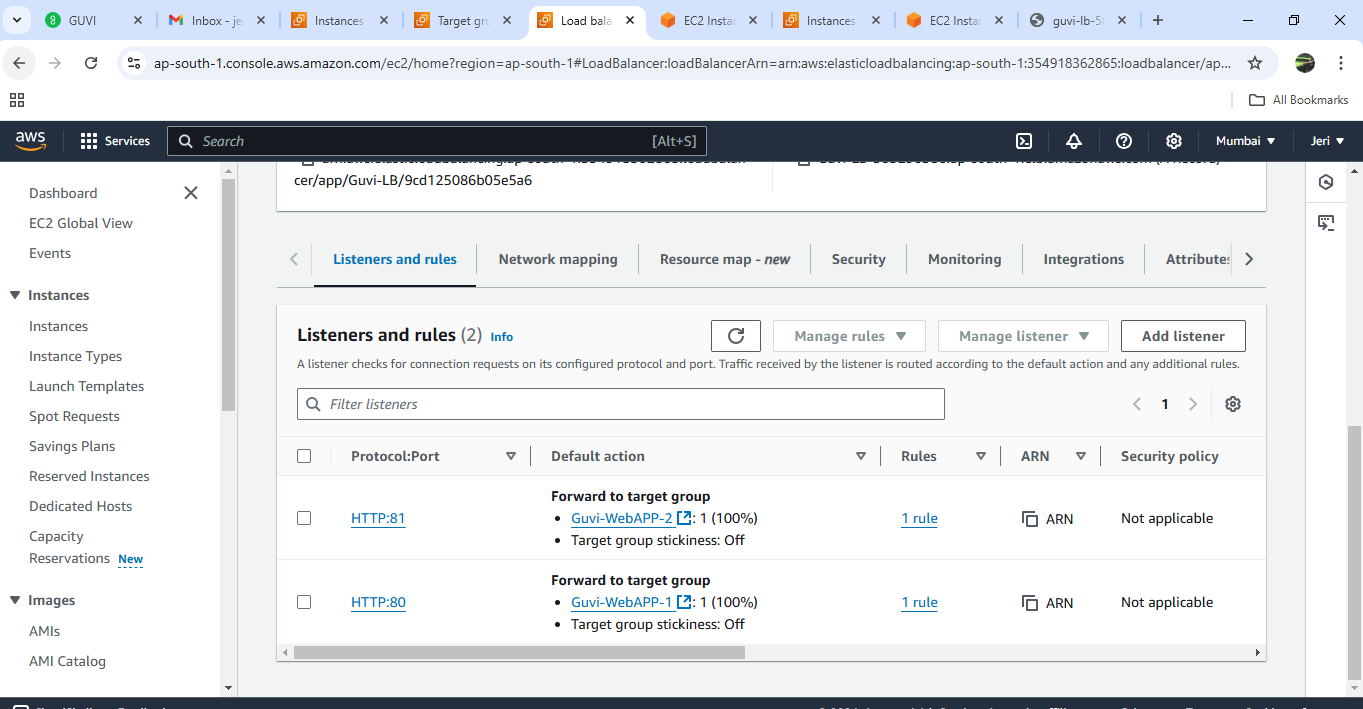 GUVI
Inbox - je
Instances
Target gro
Load bala
EC2 Instan
Instances
EC2 Instan
guvi-lb-56
ap-south-1.console.aws.amazon.com/ec2/home?region=ap-south-1#LoadBalancer:loadBalancerArn=arn:aws:elasticloadbalancing:ap-south-1:354918362865:loadbalancer/ap...
All Bookmarks
aws
Services
Search
[Alt+S]
Mumbai
Jeri
cer/app/Guvi-LB/9cd125086b05e5a6
Dashboard
EC2 Global View
Events
Instances
Instances
Instance Types
Launch Templates
Spot Requests
Savings Plans
Reserved Instances
Dedicated Hosts
Capacity
Reservations New
Images
AMIs
AMI Catalog
Listeners and rules
Network mapping
Resource map - new
Security
Monitoring
Integrations
Attributes
Listeners and rules (2) Info
Manage rules
Manage listener
Add listener
A listener checks for connection requests on its configured protocol and port. Traffic received by the listener is routed according to the default action and any additional rules.
Filter listeners
1
Protocol:Port
Default action
Rules
ARN
Security policy
Forward to target group
HTTP:81
• Guvi-WebAPP-2 : 1 (100%)
1 rule
ARN
Not applicable
• Target group stickiness: Off
Forward to target group
HTTP:80
• Guvi-WebAPP-1 : 1 (100%)
1 rule
ARN
Not applicable
• Target group stickiness: Off